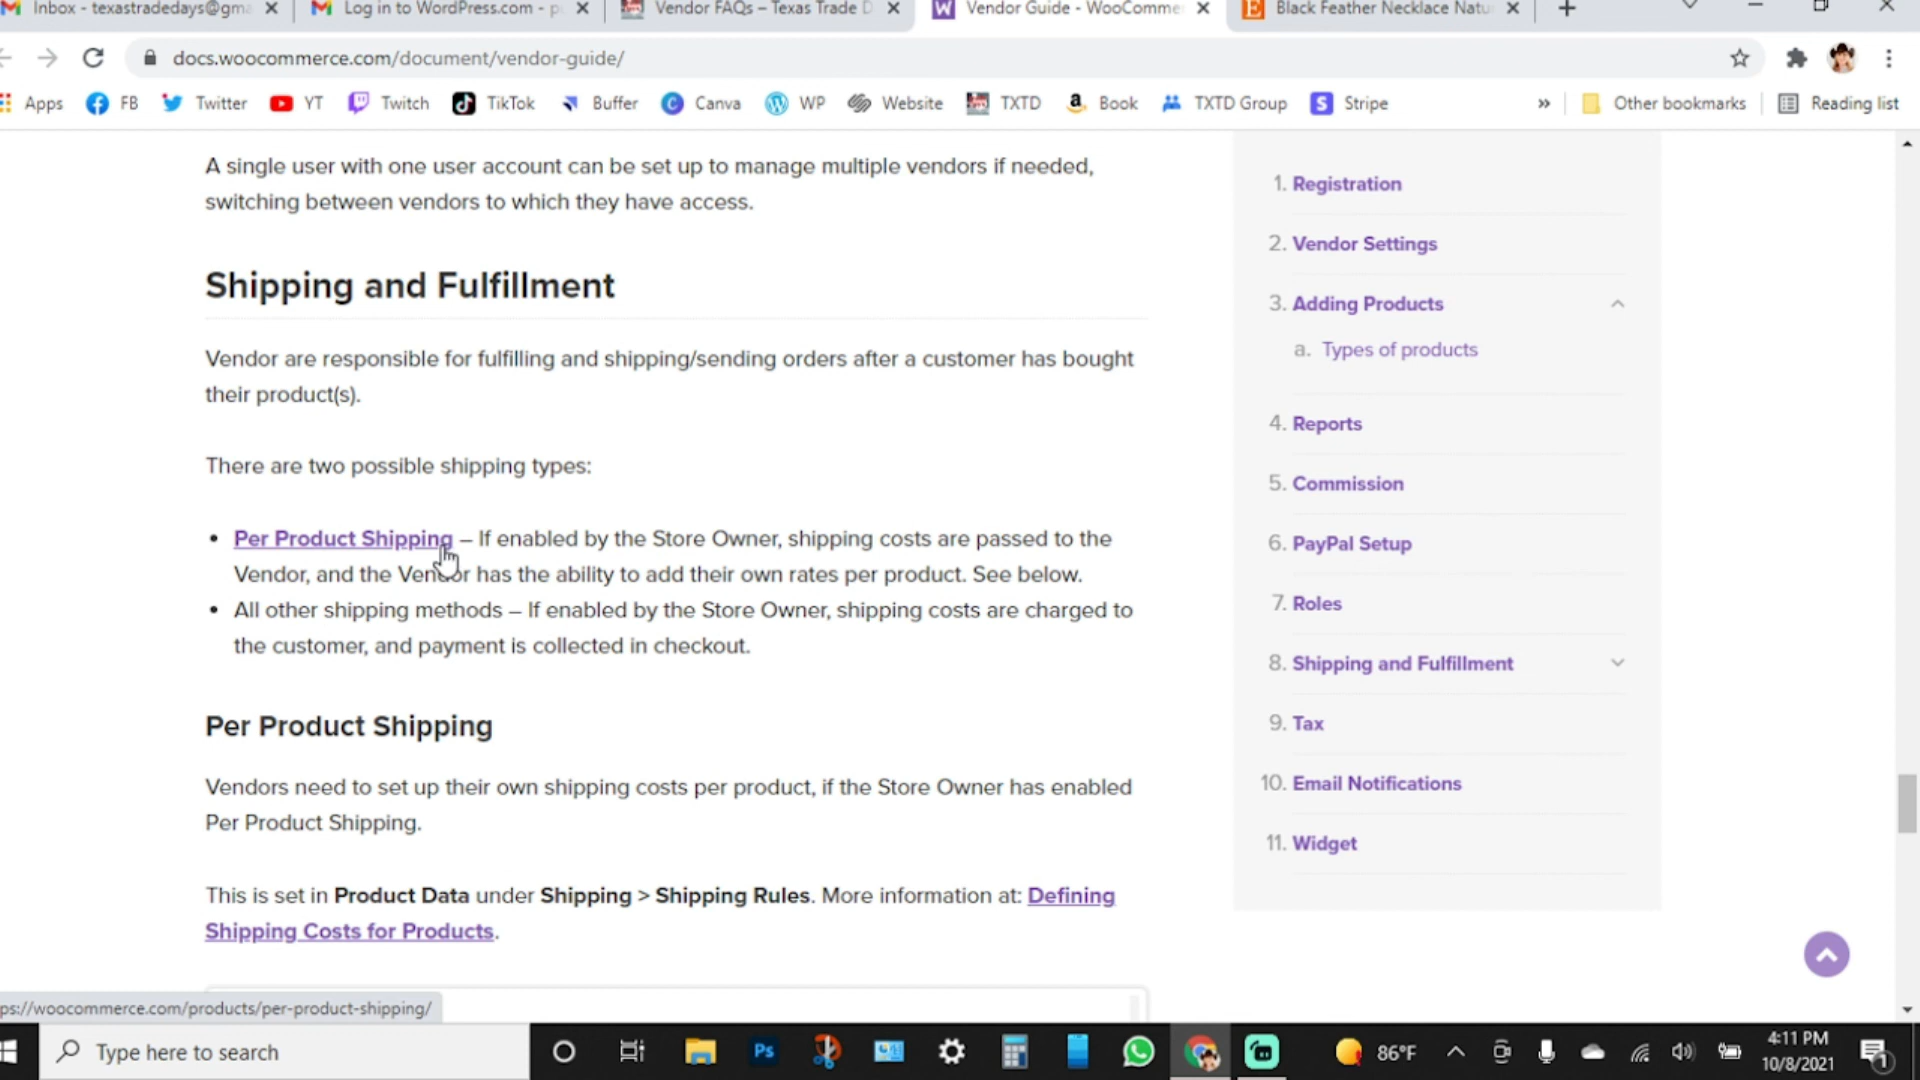 Inbox - texastradedays@gma
Log in to WordPress.com - p
Vendor FAQs – Texas Trade D
Vendor Guide - WooComme
Black Feather Necklace Natu
docs.woocommerce.com/document/vendor-guide/
Apps FB Twitter YT Twitch TikTok Buffer Canva WP Website TXTD Book TXTD Group Stripe » Other bookmarks Reading list
A single user with one user account can be set up to manage multiple vendors if needed,
switching between vendors to which they have access.
Shipping and Fulfillment
Vendor are responsible for fulfilling and shipping/sending orders after a customer has bought
their product(s).
There are two possible shipping types:
• Per Product Shipping – If enabled by the Store Owner, shipping costs are passed to the
Vendor, and the Vendor has the ability to add their own rates per product. See below.
• All other shipping methods – If enabled by the Store Owner, shipping costs are charged to
the customer, and payment is collected in checkout.
Per Product Shipping
Vendors need to set up their own shipping costs per product, if the Store Owner has enabled
Per Product Shipping.
This is set in Product Data under Shipping > Shipping Rules. More information at: Defining
Shipping Costs for Products.
1. Registration
2. Vendor Settings
3. Adding Products
a. Types of products
4. Reports
5. Commission
6. PayPal Setup
7. Roles
8. Shipping and Fulfillment
9. Tax
10. Email Notifications
11. Widget
ps://woocommerce.com/products/per-product-shipping/
Type here to search
Ps
86°F
4:11 PM
10/8/2021
1